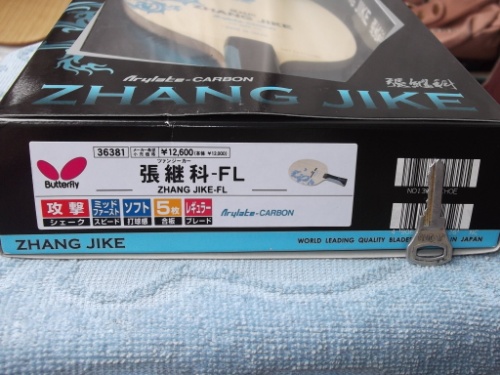 Arylate-CARBON
張継科
ZHANG JIKE
Butterfly
36381
¥12,600
ファンジーカー
張継科-FL
ZHANG JIKE-FL
攻撃
シェーク
ミッド
ファースト
スピード
ソフト
打球感
5枚
合板
レギュラー
ブレード
Arylate-CARBON
ZHANG JIKE
WORLD LEADING QUALITY BLADE
IN JAPAN